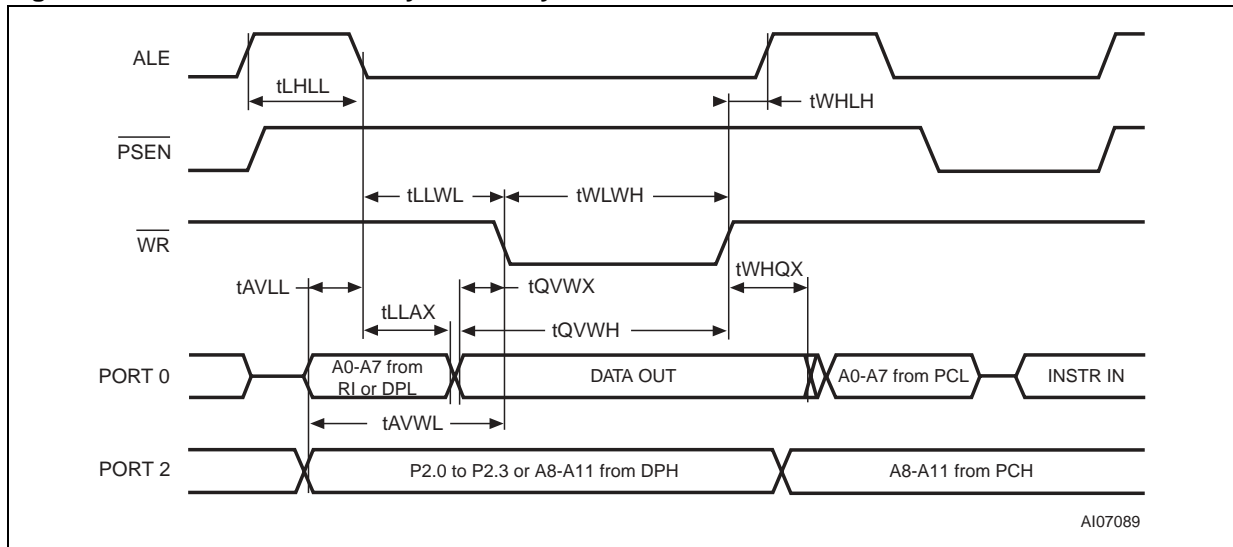 ALE
tLHLL
tWHLH
PSEN
tLLWL
tWLWH
WR
tAVLL
tLLAX
tQVWX
tWHQX
tQVWH
PORT 0
A0-A7 from
RI or DPL
DATA OUT
A0-A7 from PCL
INSTR IN
tAVWL
PORT 2
P2.0 to P2.3 or A8-A11 from DPH
A8-A11 from PCH
AI07089